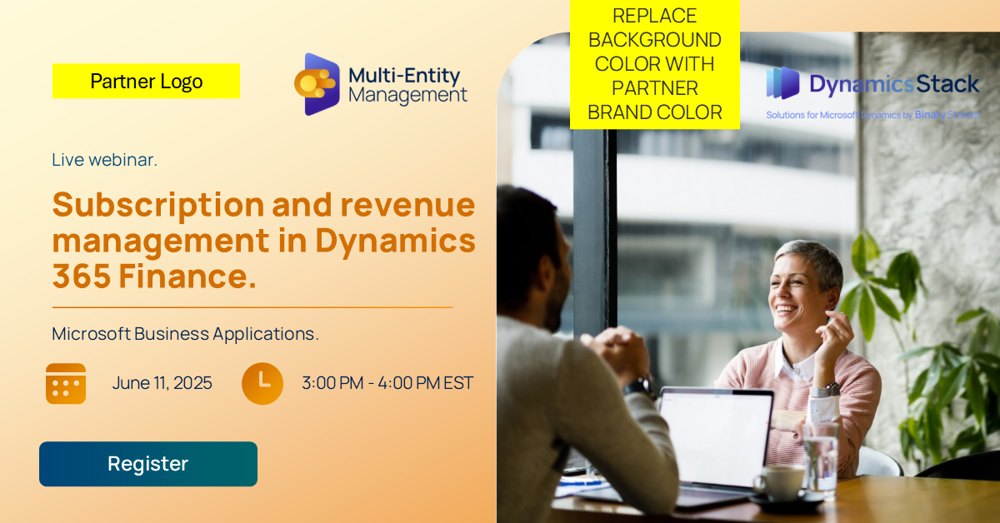 Partner Logo
Multi-Entity
Management
REPLACE
BACKGROUND
COLOR WITH
PARTNER
BRAND COLOR
DynamicsStack
Solutions for Microsoft Dynamics by Binary Stream
Live webinar.
Subscription and revenue
management in Dynamics
365 Finance.
Microsoft Business Applications.
June 11, 2025
3:00 PM - 4:00 PM EST
Register